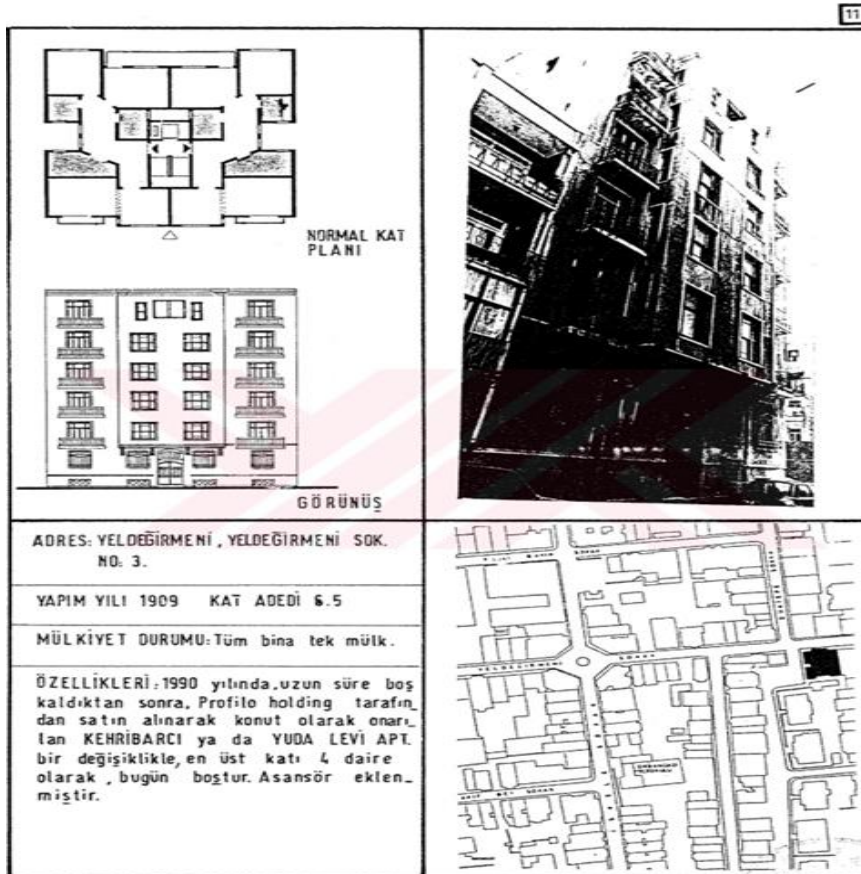 11
NORMAL KAT
PLANI
GÖRÜNÜŞ
ADRES: YELDEĞİRMENİ, YELDEĞİRMENİ SOK.
NO: 3.
YAPIM YILI 1909 KAT ADEDİ 6.5
MÜLKİYET DURUMU: Tüm bina tek mülk.
ÖZELLİKLERİ: 1990 yılında, uzun süre boş
kaldıktan sonra, Profilo holding tarafın_
dan satın alınarak konut olarak onarı_
lan KEHRİBARCI ya da YUDA LEVİ APT.
bir değişiklikle, en üst katı 4 daire
olarak, bugün boştur. Asansör eklen_
miştir.
YELDEĞİRMENİ SOKAK